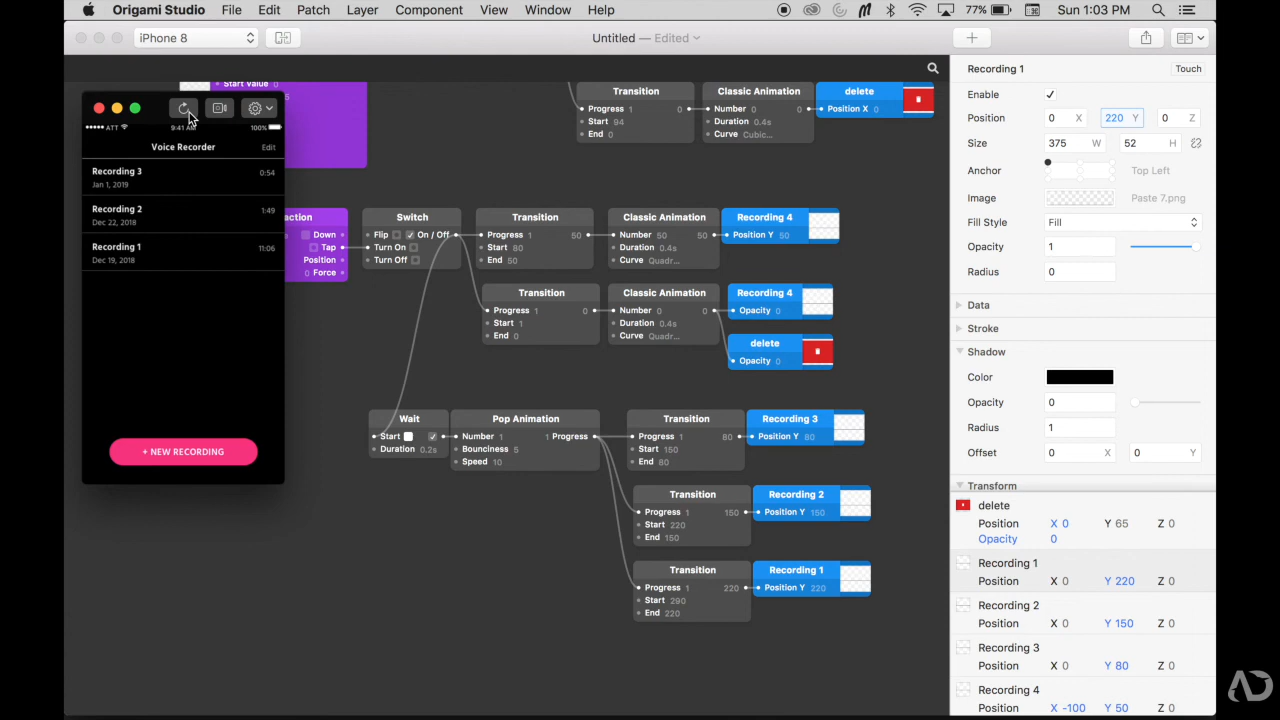 Origami Studio File Edit Patch Layer Component View Window Help 77% Sun 1:03 PM
iPhone 8 Untitled — Edited
Start Value
Transition
Progress 1 0
Start 94
End 0
Classic Animation
Number 0 0
Duration 0.4s
Curve Cubic...
delete
Position X 0
ATT 9:41 AM 100%
Voice Recorder Edit
Recording 3 0:54
Jan 1, 2019
Recording 2 1:49
Dec 22, 2018
Recording 1 11:06
Dec 19, 2018
+ NEW RECORDING
action
Down
Tap
Position
0 Force
Switch
Flip On / Off
Turn On
Turn Off
Transition
Progress 1 50
Start 80
End 50
Classic Animation
Number 50 50
Duration 0.4s
Curve Quadr...
Recording 4
Position Y 50
Transition
Progress 1 0
Start 1
End 0
Classic Animation
Number 0 0
Duration 0.4s
Curve Quadr...
Recording 4
Opacity 0
delete
Opacity 0
Wait
Start
Duration 0.2s
Pop Animation
Number 1 1 Progress
Bounciness 5
Speed 10
Transition
Progress 1 80
Start 150
End 80
Recording 3
Position Y 80
Transition
Progress 1 150
Start 220
End 150
Recording 2
Position Y 150
Transition
Progress 1 220
Start 290
End 220
Recording 1
Position Y 220
Recording 1 Touch
Enable
Position 0 X 220 Y 0 Z
Size 375 W 52 H
Anchor Top Left
Image Paste 7.png
Fill Style Fill
Opacity 1
Radius 0
Data
Stroke
Shadow
Color
Opacity 0
Radius 1
Offset 0 X 0 Y
Transform
delete
Position X 0 Y 65 Z 0
Opacity 0
Recording 1
Position X 0 Y 220 Z 0
Recording 2
Position X 0 Y 150 Z 0
Recording 3
Position X 0 Y 80 Z 0
Recording 4
Position X -100 Y 50 Z 0